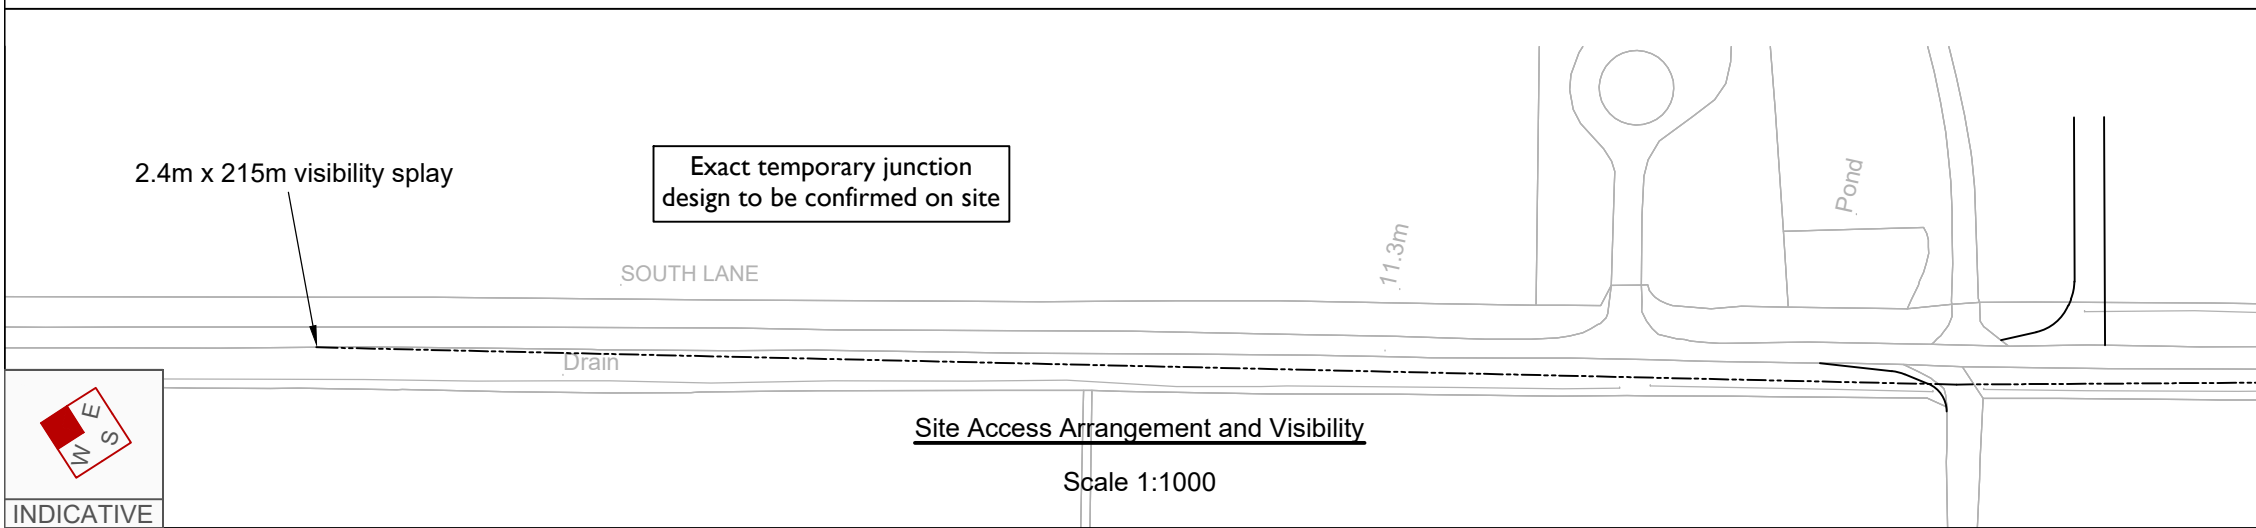 2.4m x 215m visibility splay
Exact temporary junction
design to be confirmed on site
Pond
11.3m
SOUTH LANE
Drain
E
S
W
Site Access Arrangement and Visibility
Scale 1:1000
INDICATIVE